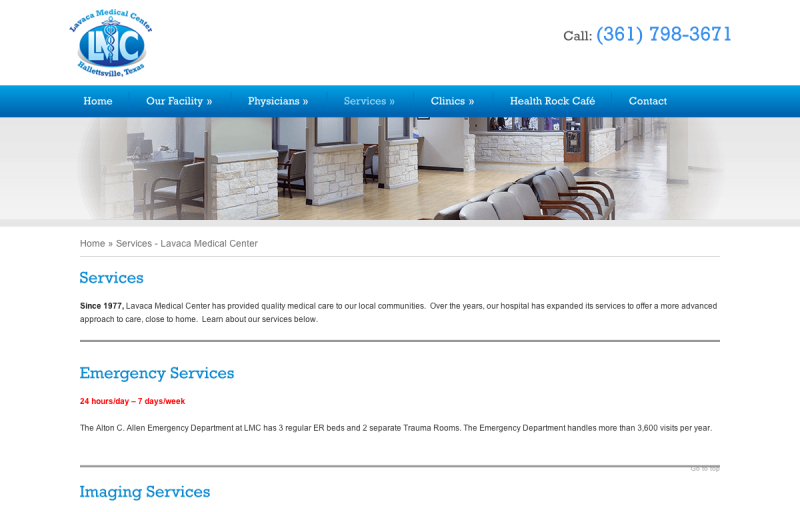 Lavaca Medical Center
LMC
Hallettsville, Texas
Call: (361) 798-3671
Home Our Facility » Physicians » Services » Clinics » Health Rock Café Contact
Home » Services - Lavaca Medical Center
Services
Since 1977, Lavaca Medical Center has provided quality medical care to our local communities. Over the years, our hospital has expanded its services to offer a more advanced
approach to care, close to home. Learn about our services below.
Emergency Services
24 hours/day – 7 days/week
The Alton C. Allen Emergency Department at LMC has 3 regular ER beds and 2 separate Trauma Rooms. The Emergency Department handles more than 3,600 visits per year.
Go to top
Imaging Services